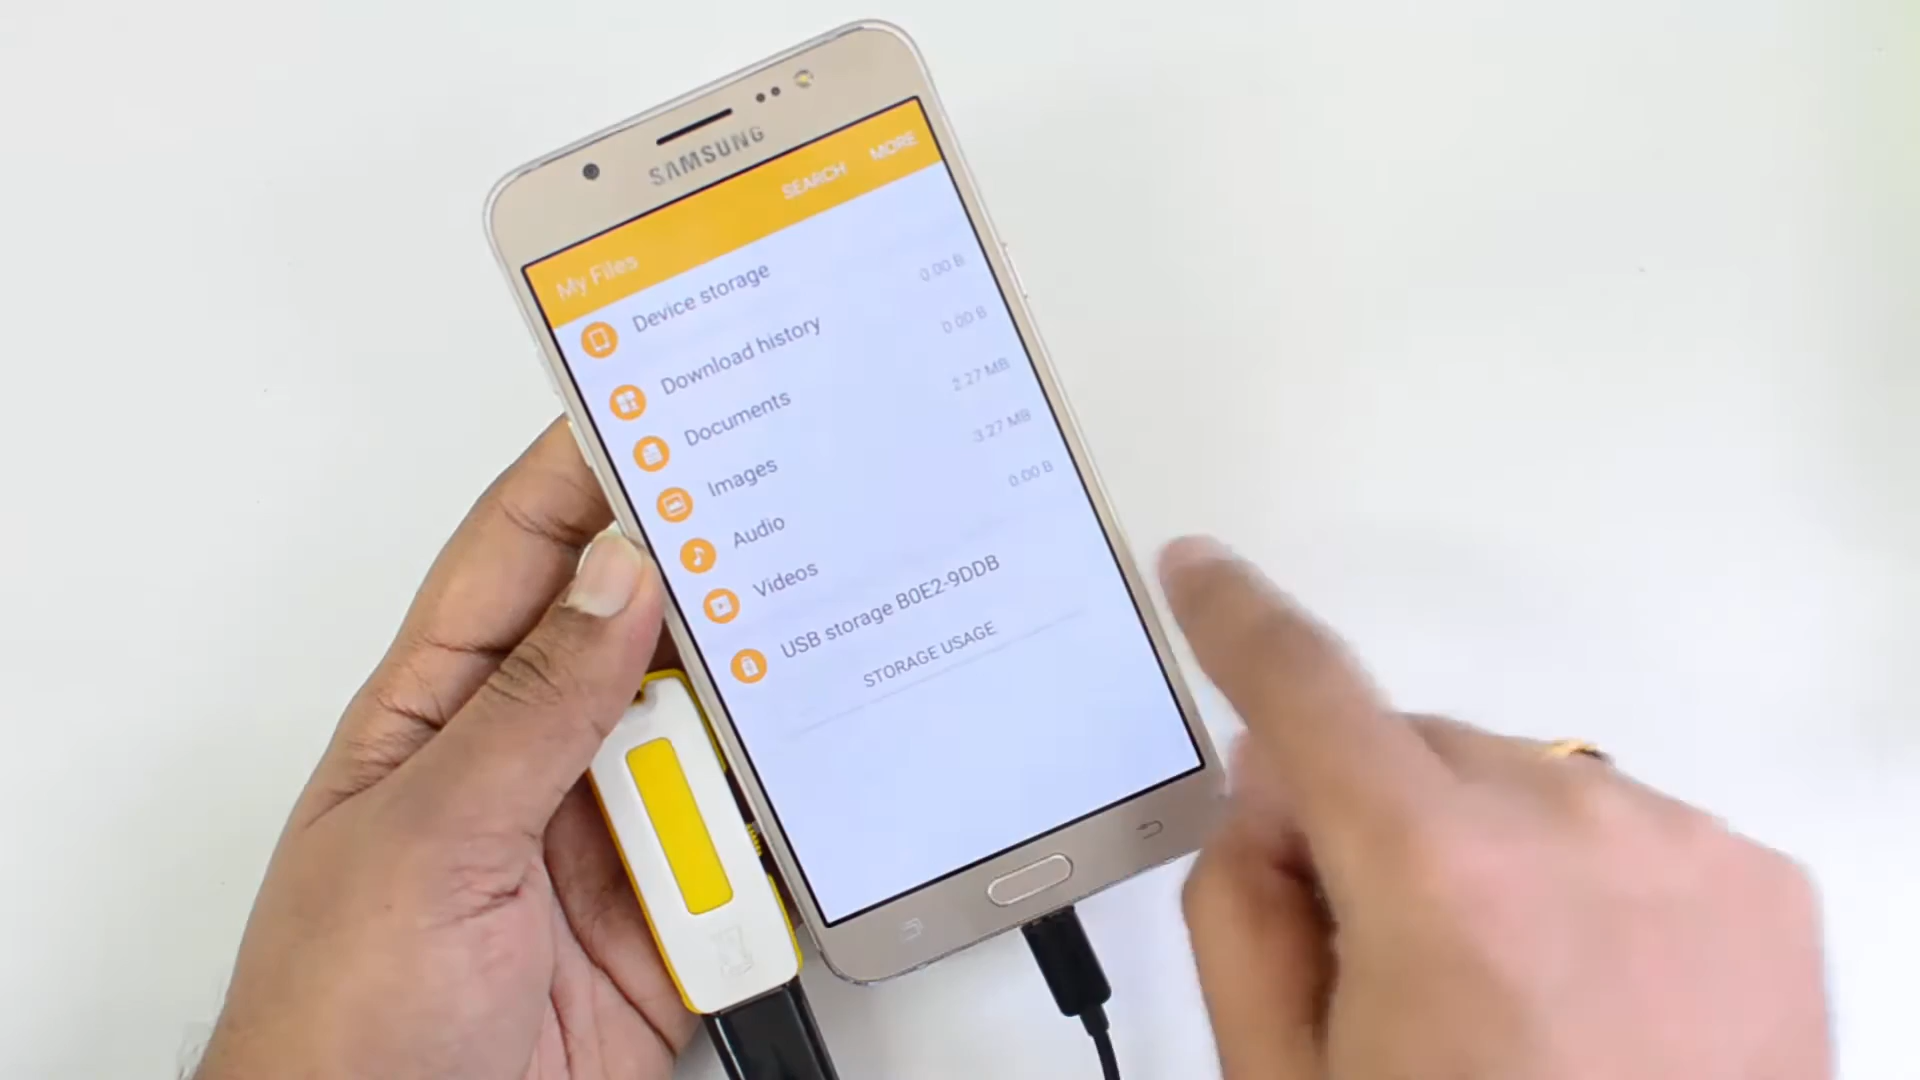 SAMSUNG
SEARCH MORE
My Files
Device storage
Download history 0.00 B
Documents 0.00 B
Images 2.27 MB
Audio 3.27 MB
Videos 0.00 B
USB storage B0E2-9DDB
STORAGE USAGE